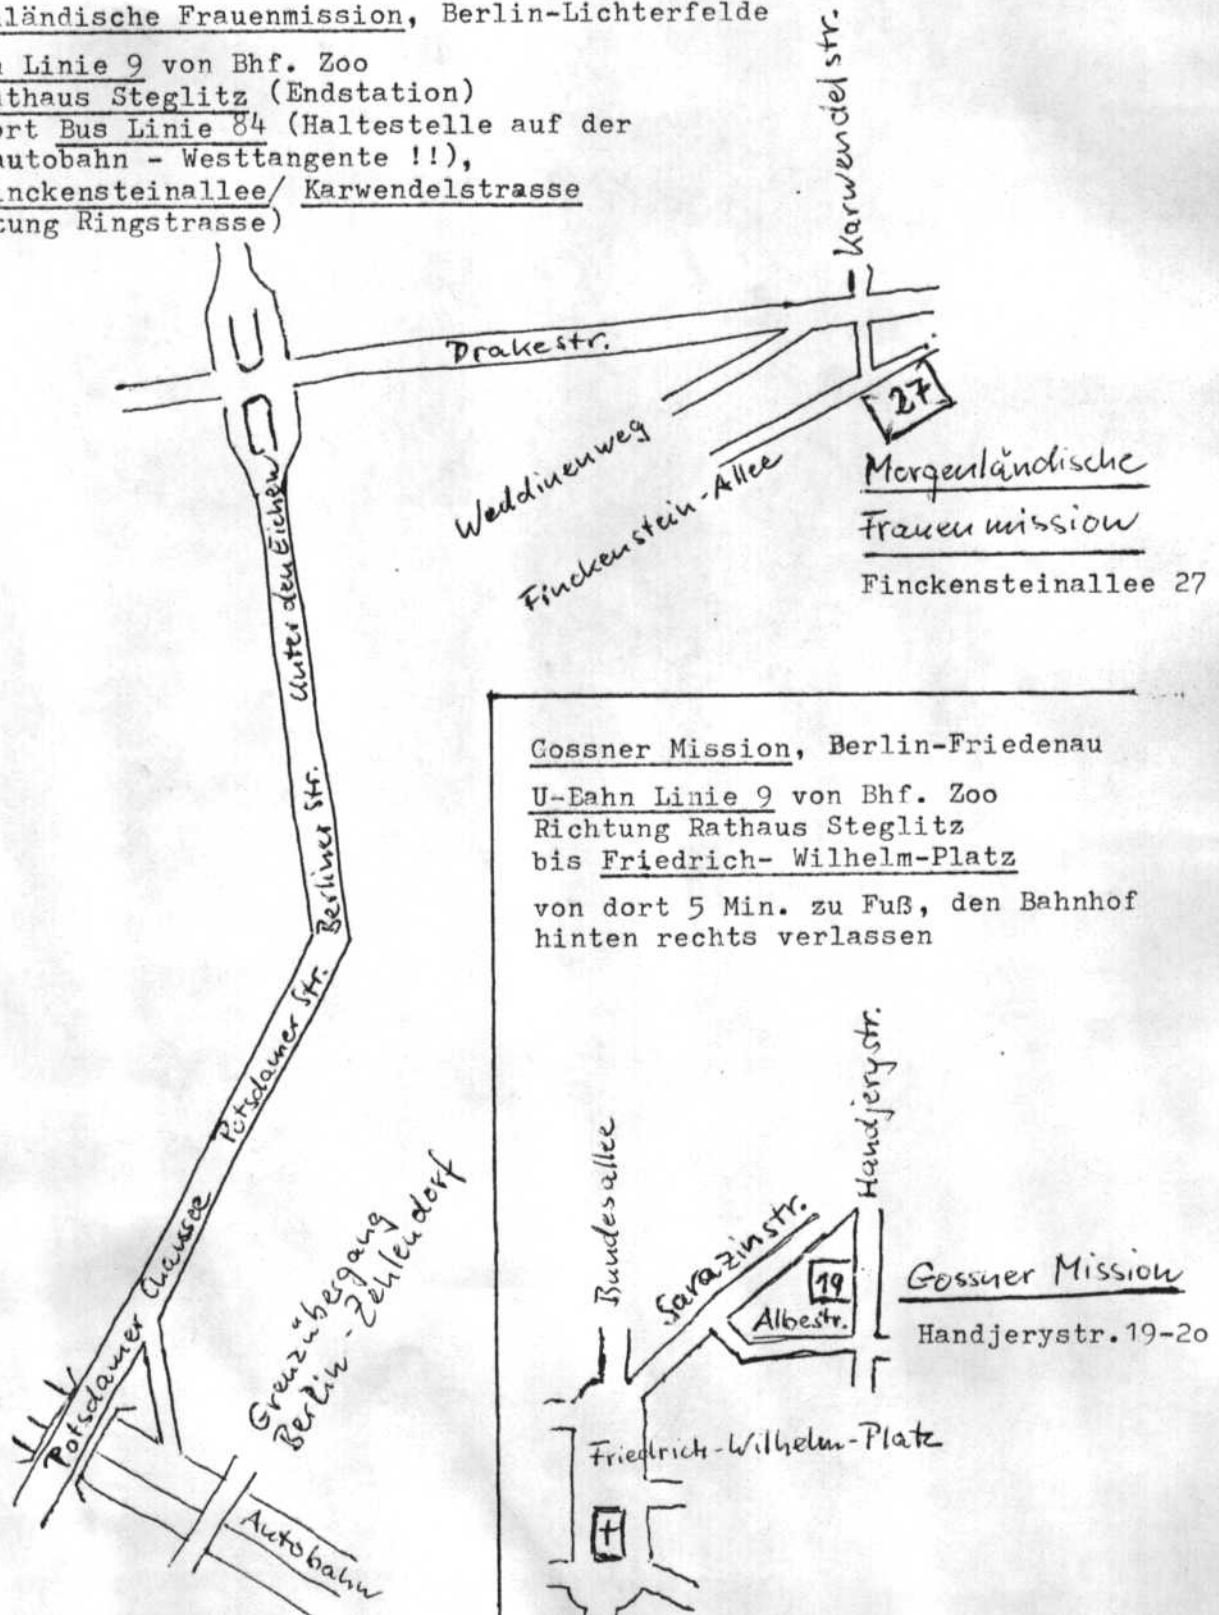 ländische Frauenmission, Berlin-Lichterfelde
Linie 9 von Bhf. Zoo
thaus Steglitz (Endstation)
ort Bus Linie 84 (Haltestelle auf der
autobahn - Westtangente !!),
nckensteinallee/ Karwendelstrasse
tung Ringstrasse)
Karwendelstr.
Drakestr.
27
Weddinenweg
Finckenstein-Allee
Morgenländische
Frauenmission
Finckensteinallee 27
Unter den Eichen
Berliner Str.
Potsdamer Str.
Potsdamer Chaussee
Grenzübergang
Berlin-Zehlendorf
Autobahn
Gossner Mission, Berlin-Friedenau
U-Bahn Linie 9 von Bhf. Zoo
Richtung Rathaus Steglitz
bis Friedrich- Wilhelm-Platz
von dort 5 Min. zu Fuß, den Bahnhof
hinten rechts verlassen
Handjerystr.
Bundesallee
Sarazinstr.
19
Albestr.
Gossner Mission
Handjerystr.19-2o
Friedrich-Wilhelm-Platz